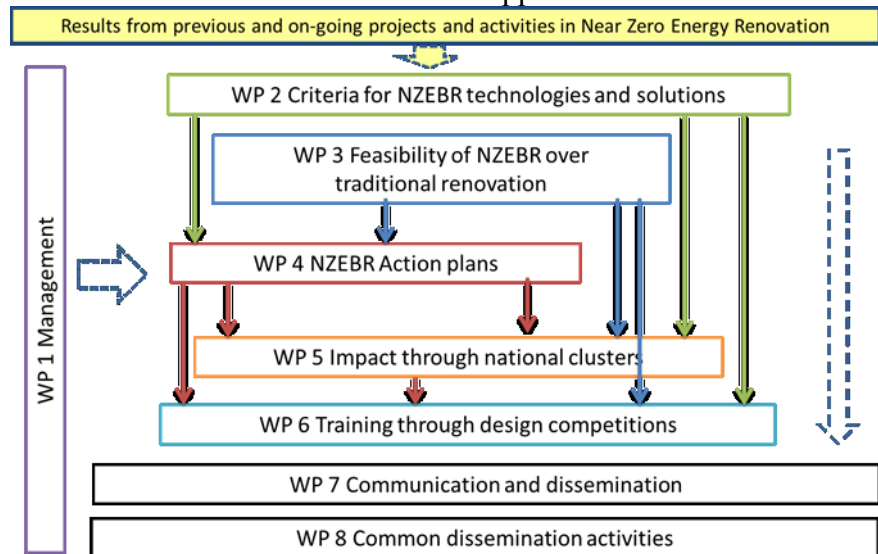 Results from previous and on-going projects and activities in Near Zero Energy Renovation
WP 1 Management
WP 2 Criteria for NZEBR technologies and solutions
WP 3 Feasibility of NZEBR over
traditional renovation
WP 4 NZEBR Action plans
WP 5 Impact through national clusters
WP 6 Training through design competitions
WP 7 Communication and dissemination
WP 8 Common dissemination activities